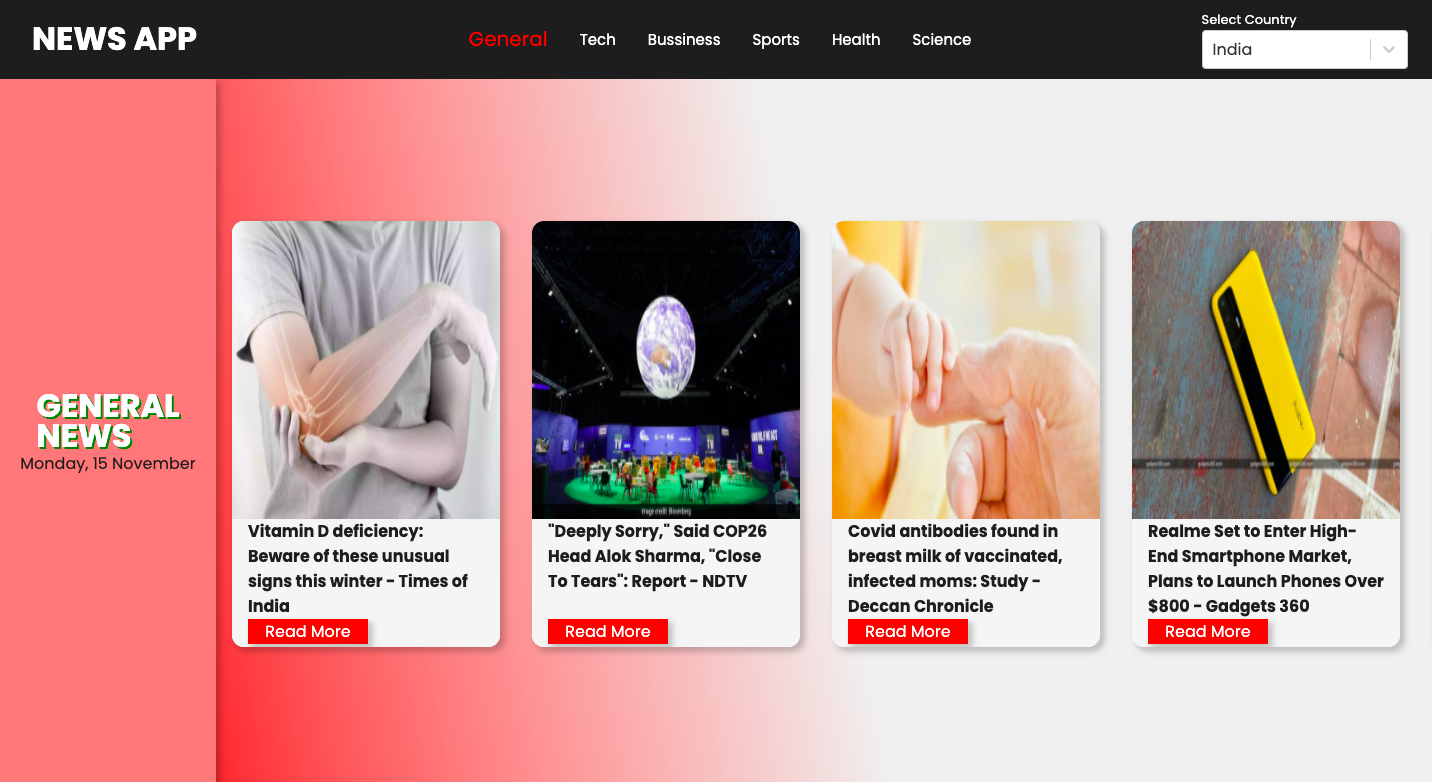 NEWS APP
General
Tech
Bussiness
Sports
Health
Science
Select Country
India
GENERAL
NEWS
Monday, 15 November
Vitamin D deficiency:
Beware of these unusual
signs this winter - Times of
India
Read More
Image credit: Bloomberg
"Deeply Sorry," Said COP26
Head Alok Sharma, "Close
To Tears": Report - NDTV
Read More
Covid antibodies found in
breast milk of vaccinated,
infected moms: Study -
Deccan Chronicle
Read More
realme
Realme Set to Enter High-
End Smartphone Market,
Plans to Launch Phones Over
$800 - Gadgets 360
Read More